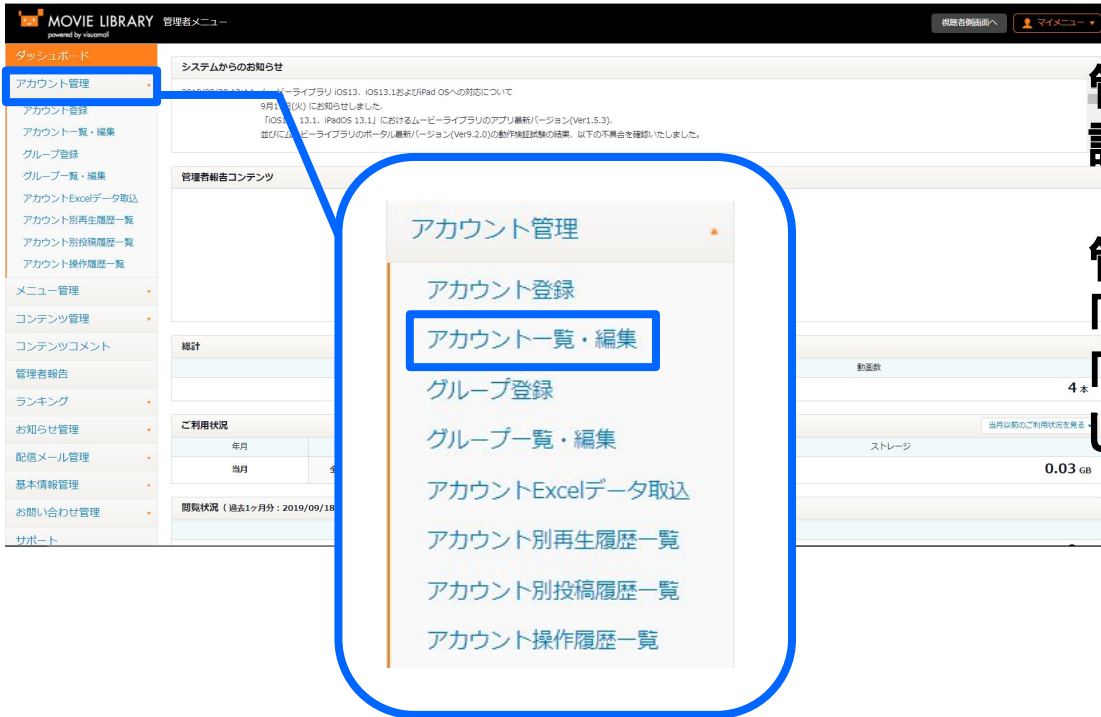 MOVIE LIBRARY
powered by visuamall
管理者メニュー
視聴者側画面へ
マイメニュー
ダッシュボード
アカウント管理
アカウント登録
アカウント一覧・編集
グループ登録
グループ一覧・編集
アカウントExcelデータ取込
アカウント別再生履歴一覧
アカウント別投稿履歴一覧
アカウント操作履歴一覧
メニュー管理
コンテンツ管理
コンテンツコメント
管理者報告
ランキング
お知らせ管理
配信メール管理
基本情報管理
お問い合わせ管理
サポート
システムからのお知らせ
ブラリ iOS13、iOS13.1およびiPad OSへの対応について
(火) にお知らせしました、
13.1、iPadOS 13.1」におけるムービーライブラリのアプリ最新バージョン(Ver1.5.3)、
ーライブラリのポータル最新バージョン(Ver9.2.0)の動作検証試験の結果、以下の不具合を確認いたしました。
管理者報告コンテンツ
総計
動画数
4 本
ご利用状況
当月以前のご利用状況を見る
年月
ストレージ
当月
0.03 GB
閲覧状況 ( 過去1ヶ月分 : 2019/09/18
アカウント管理
アカウント登録
アカウント一覧・編集
グループ登録
グループ一覧・編集
アカウントExcelデータ取込
アカウント別再生履歴一覧
アカウント別投稿履歴一覧
アカウント操作履歴一覧